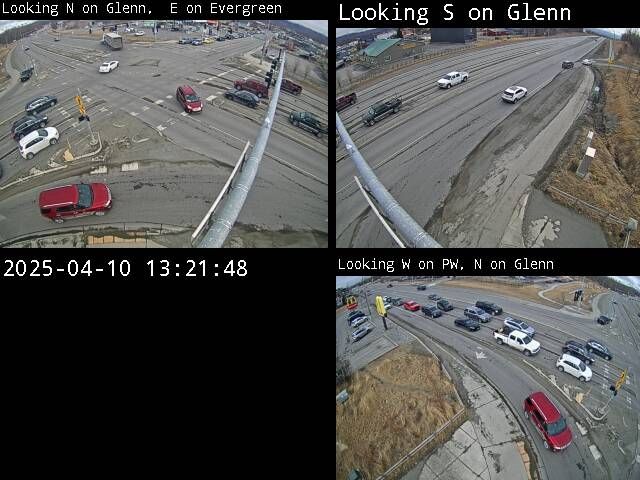 Looking N on Glenn,  E on Evergreen
Looking S on Glenn
2025-04-10 13:21:48
Looking W on PW, N on Glenn